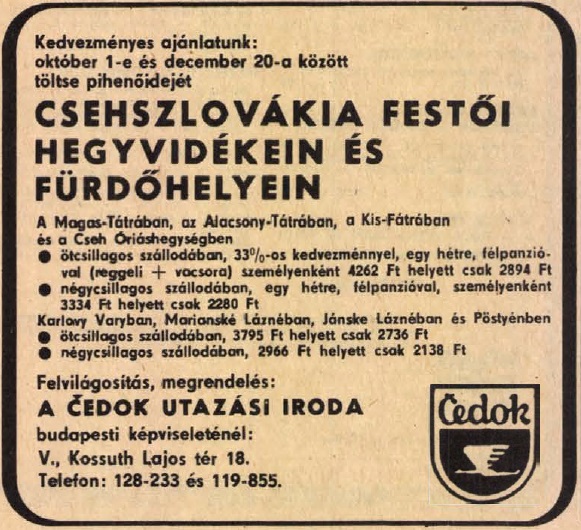 Kedvezményes ajánlatunk:
október 1-e és december 20-a között
töltse pihenőidejét
CSEHSZLOVÁKIA FESTŐI
HEGYVIDÉKEIN ÉS
FÜRDŐHELYEIN
A Magas-Tátrában, az Alacsony-Tátrában, a Kis-Fátrában
és a Cseh Óriáshegységben
● ötcsillagos szállodában, 33%-os kedvezménnyel, egy hétre, félpanzió-
val (reggeli + vacsora) személyenként 4262 Ft helyett csak 2894 Ft
● négycsillagos szállodában, egy hétre, félpanzióval, személyenként
3334 Ft helyett csak 2280 Ft
Karlovy Varyban, Marianské Láznéban, Jánske Láznéban és Pöstyénben
● ötcsillagos szállodában, 3795 Ft helyett csak 2736 Ft
● négycsillagos szállodában, 2966 Ft helyett csak 2138 Ft
Felvilágosítás, megrendelés:
A ČEDOK UTAZÁSI IRODA
Čedok
budapesti képviseleténél:
V., Kossuth Lajos tér 18.
Telefon: 128-233 és 119-855.